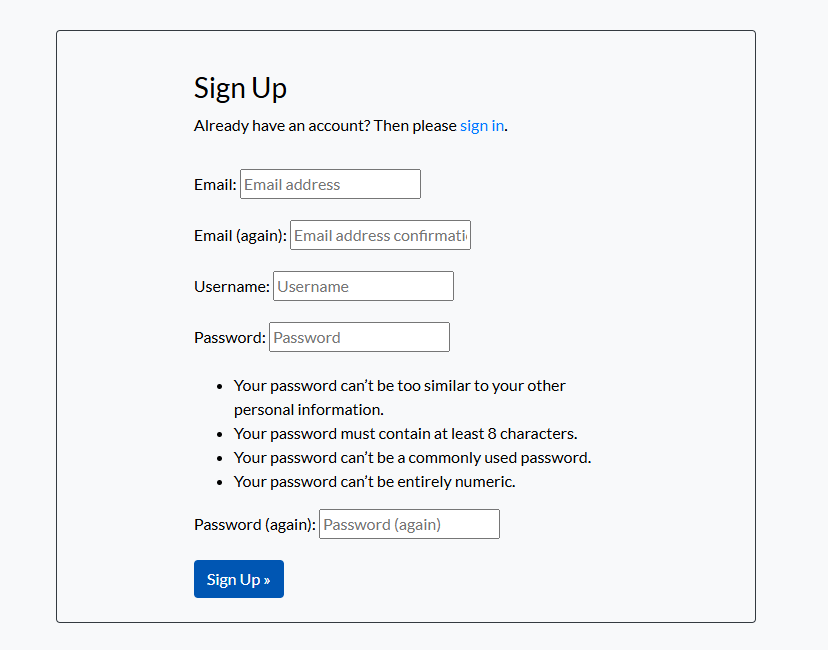 Sign Up
Already have an account? Then please sign in.
Email: Email address
Email (again): Email address confirmati
Username: Username
Password: Password
• Your password can’t be too similar to your other
personal information.
• Your password must contain at least 8 characters.
• Your password can’t be a commonly used password.
• Your password can’t be entirely numeric.
Password (again): Password (again)
Sign Up »